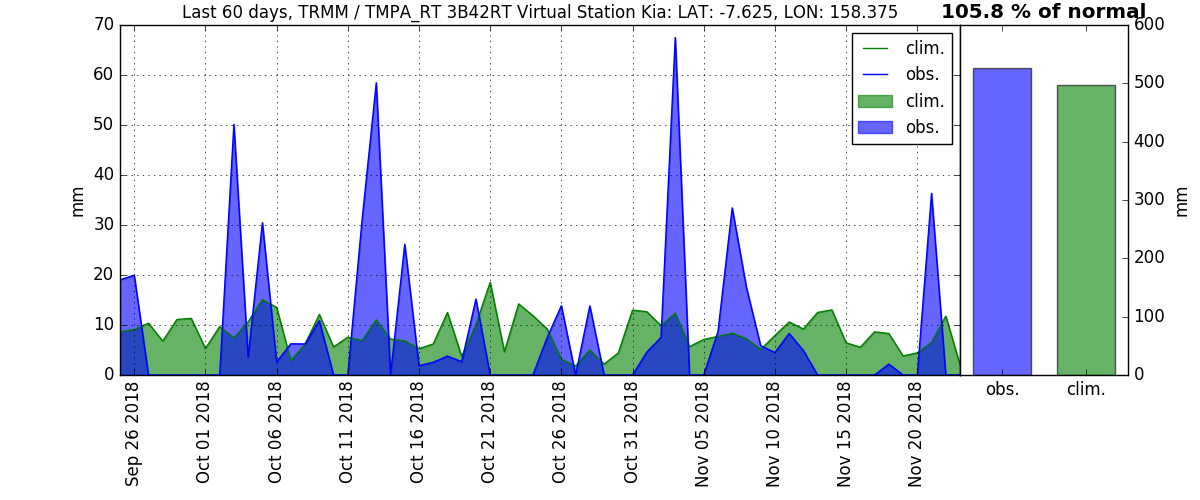 Last 60 days, TRMM / TMPA_RT 3B42RT Virtual Station Kia: LAT: -7.625, LON: 158.375
105.8 % of normal
70
60
50
40
30
20
10
0
mm
clim.
obs.
clim.
obs.
600
500
400
300
200
100
0
mm
Sep 26 2018
Oct 01 2018
Oct 06 2018
Oct 11 2018
Oct 16 2018
Oct 21 2018
Oct 26 2018
Oct 31 2018
Nov 05 2018
Nov 10 2018
Nov 15 2018
Nov 20 2018
obs.
clim.